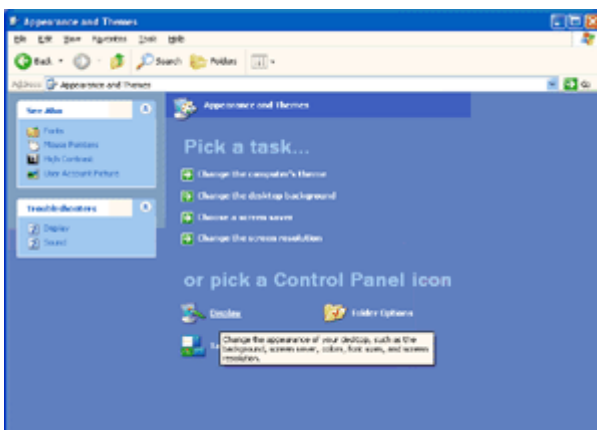 Appearance and Themes
File Edit View Favorites Tools Help
Back Search Folders
Address Appearance and Themes Go
See Also
Fonts
Mouse Pointers
High Contrast
User Account Picture
Troubleshooters
Display
Sound
Appearance and Themes
Pick a task...
Change the computer's theme
Change the desktop background
Choose a screen saver
Change the screen resolution
or pick a Control Panel icon
Display Folder Options
Change the appearance of your desktop, such as the
background, screen saver, colors, font sizes, and screen
resolution.